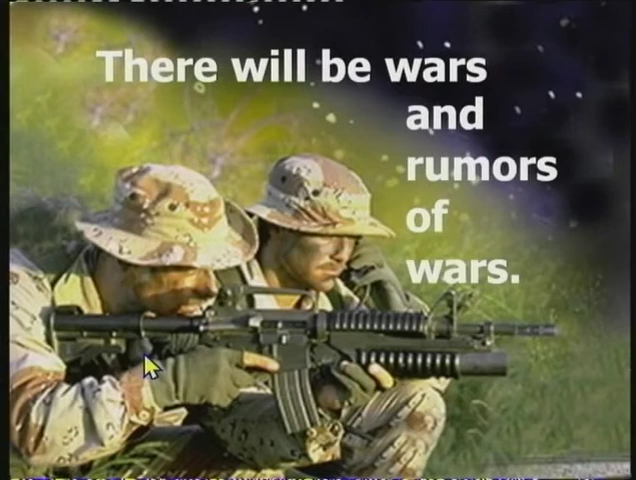 There will be wars
and
rumors
of
wars.